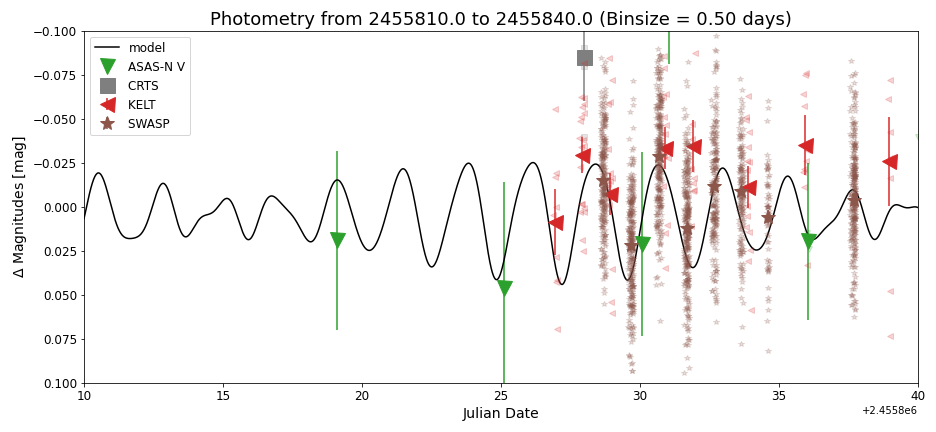 Photometry from 2455810.0 to 2455840.0 (Binsize = 0.50 days)
model
ASAS-N V
CRTS
KELT
SWASP
−0.100
−0.075
−0.050
−0.025
0.000
0.025
0.050
0.075
0.100
Δ Magnitudes [mag]
10 15 20 25 30 35 40
+2.4558e6
Julian Date